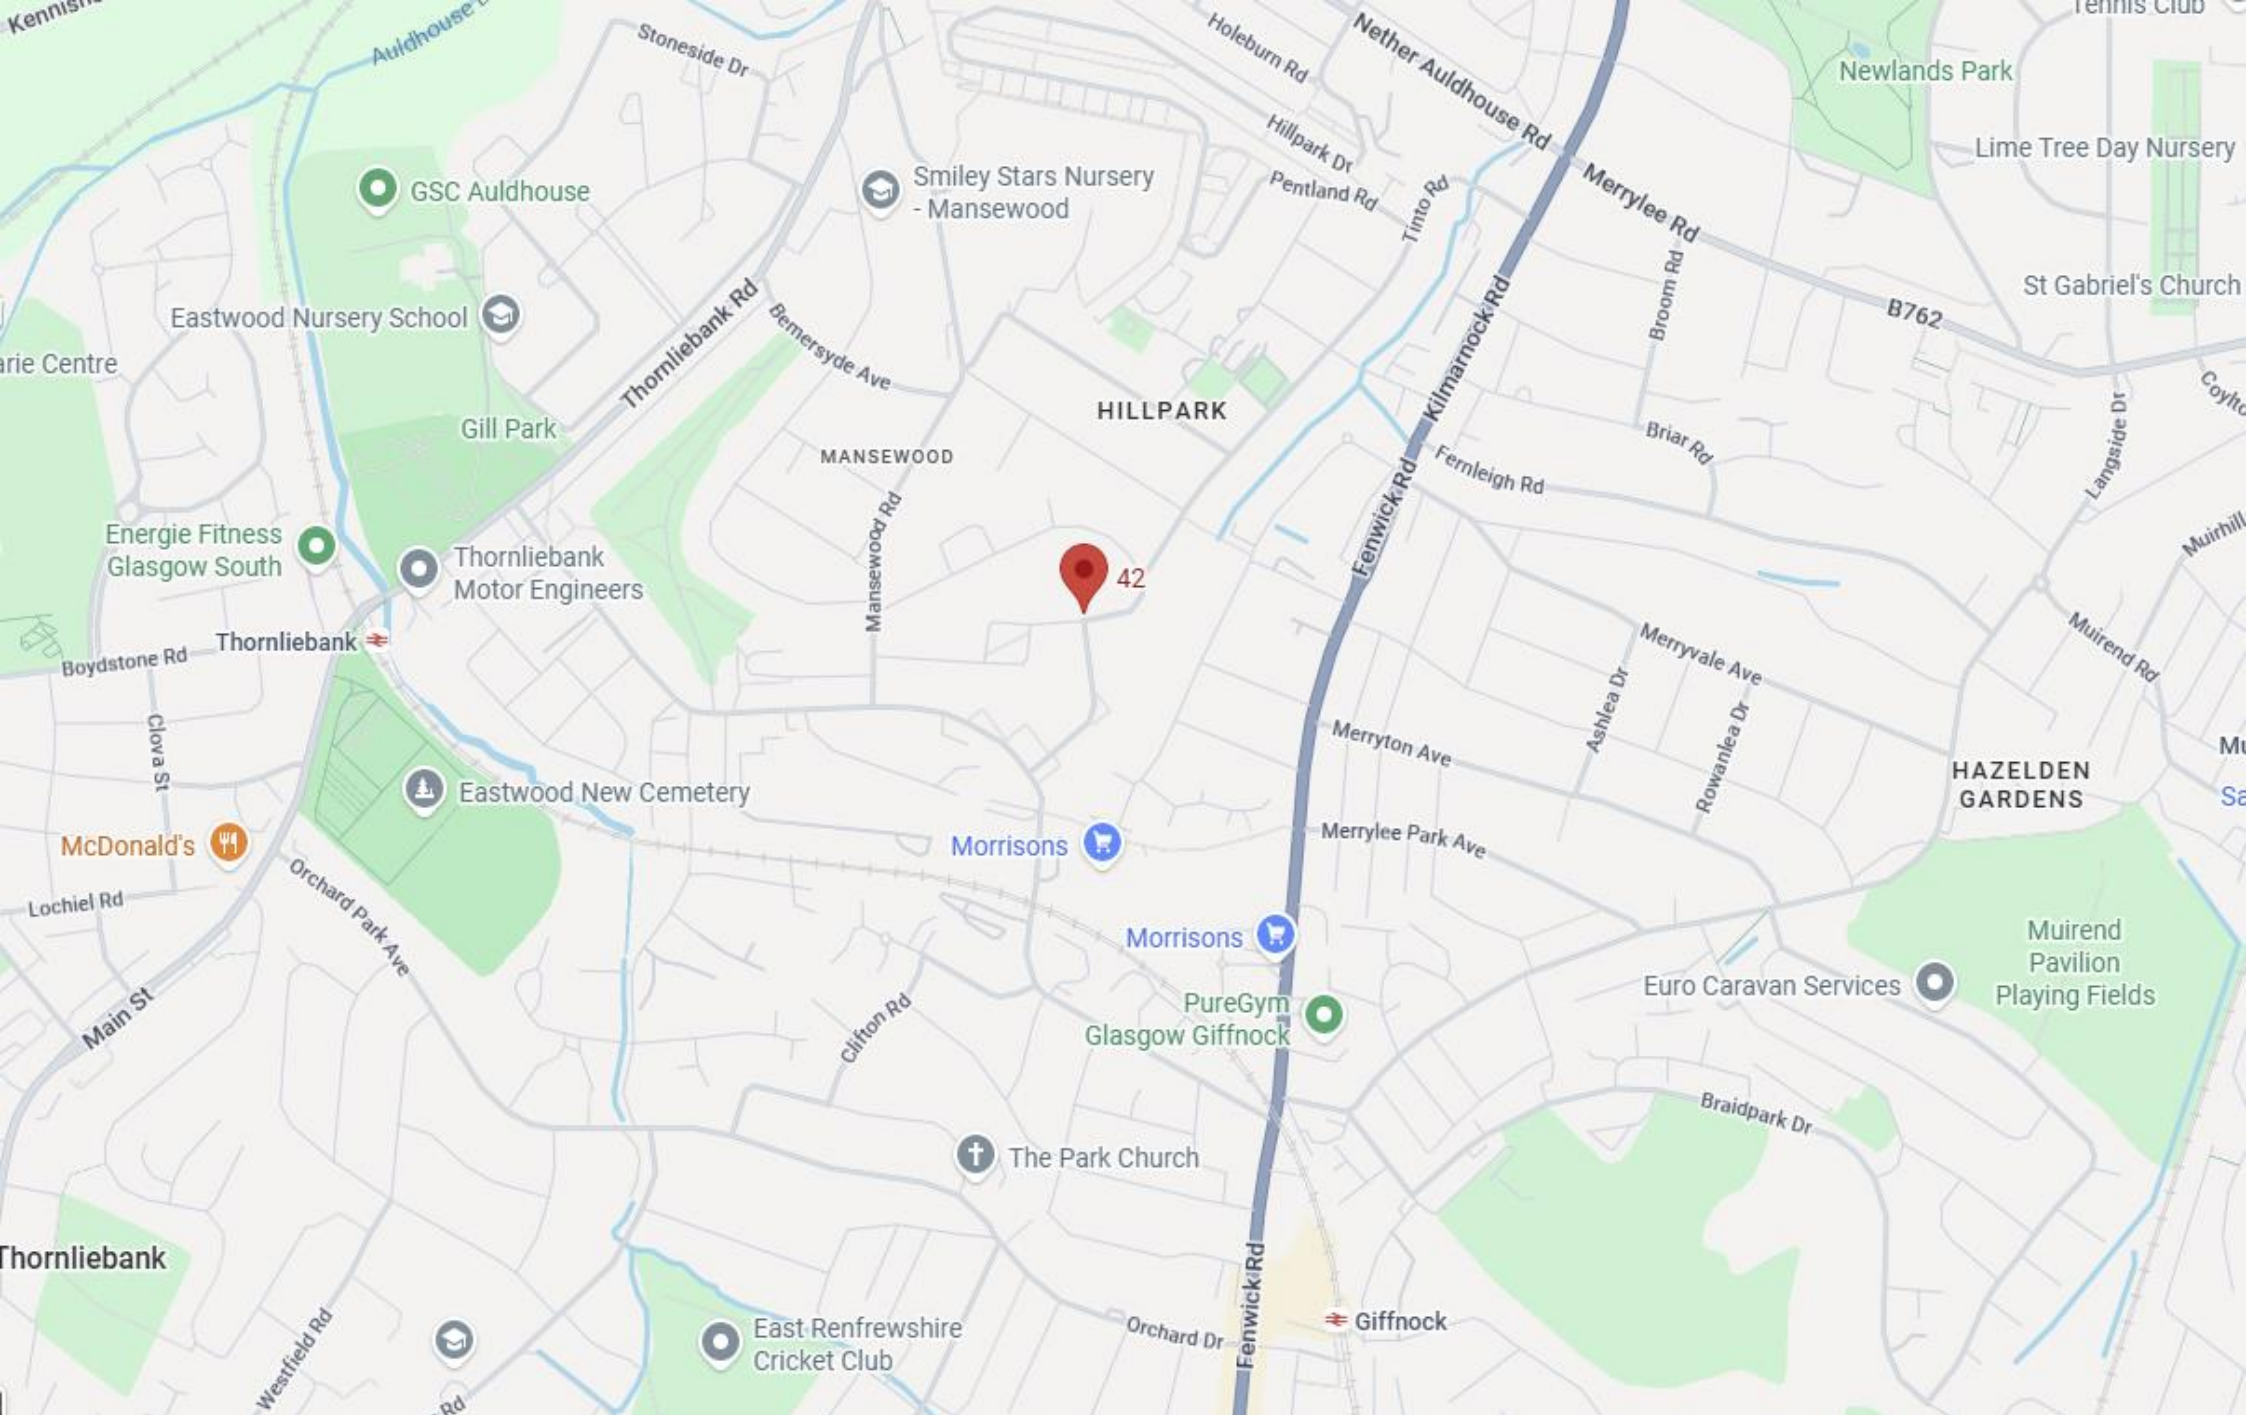 Stoneside Dr
Holeburn Rd
Nether Auldhouse Rd
Tennis Club
Newlands Park
Hillpark Dr
Lime Tree Day Nursery
GSC Auldhouse
Smiley Stars Nursery
- Mansewood
Pentland Rd
Tinto Rd
Merrylee Rd
Broom Rd
St Gabriel's Church
Eastwood Nursery School
Thornliebank Rd
Bemersyde Ave
Kilmarnock Rd
B762
arie Centre
HILLPARK
Gill Park
MANSEWOOD
Briar Rd
Langside Dr
Fernleigh Rd
Mansewood Rd
Fenwick Rd
Energie Fitness
Glasgow South
Thornliebank
Motor Engineers
42
Thornliebank
Boydstone Rd
Merryvale Ave
Muirend Rd
Ashlea Dr
Rowanlea Dr
Clova St
Merryton Ave
HAZELDEN
GARDENS
Eastwood New Cemetery
McDonald's
Morrisons
Merrylee Park Ave
Lochiel Rd
Orchard Park Ave
Morrisons
Muirend
Pavilion
Playing Fields
Euro Caravan Services
PureGym
Glasgow Giffnock
Main St
Clifton Rd
Braidpark Dr
The Park Church
Thornliebank
Fenwick Rd
Westfield Rd
East Renfrewshire
Cricket Club
Orchard Dr
Giffnock
Rd